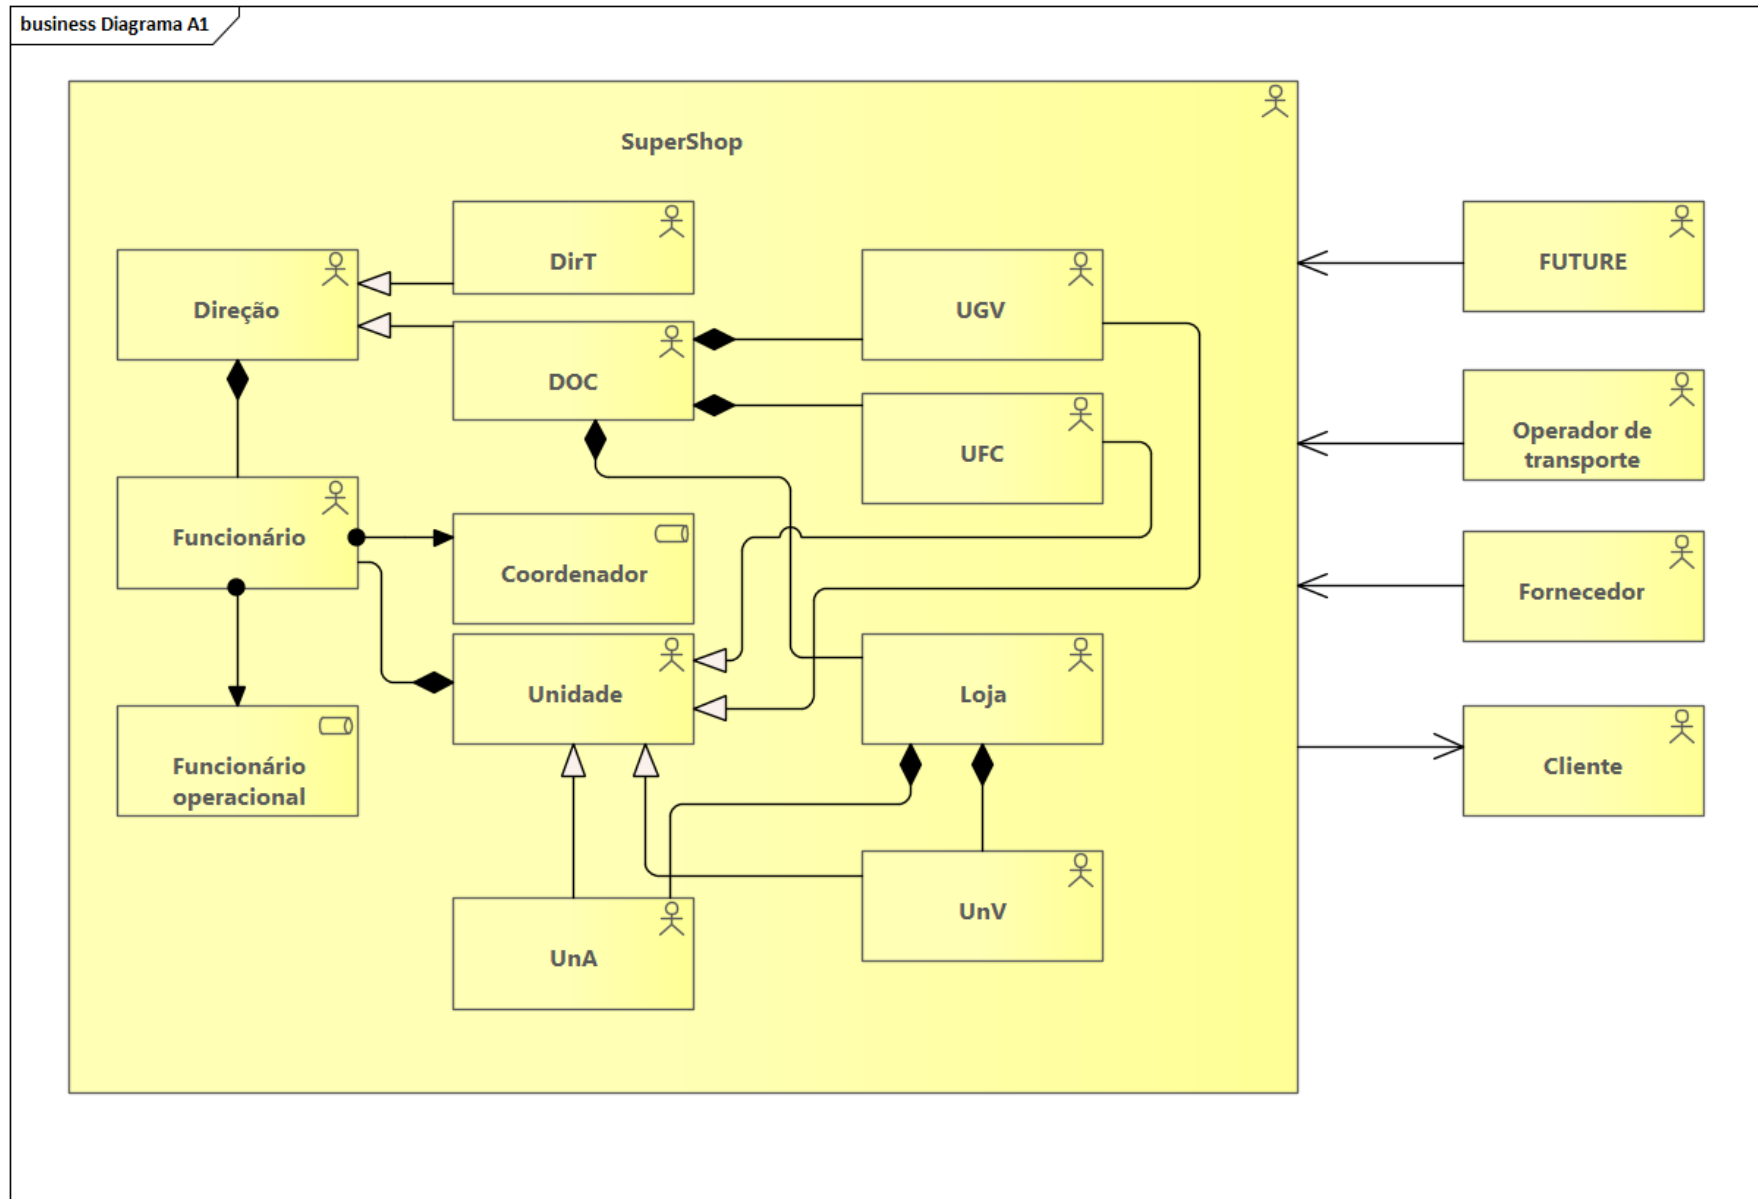 business Diagrama A1
SuperShop
DirT
Direção
UGV
FUTURE
DOC
UFC
Operador de
transporte
Funcionário
Coordenador
Fornecedor
Unidade
Loja
Funcionário
operacional
Cliente
UnV
UnA